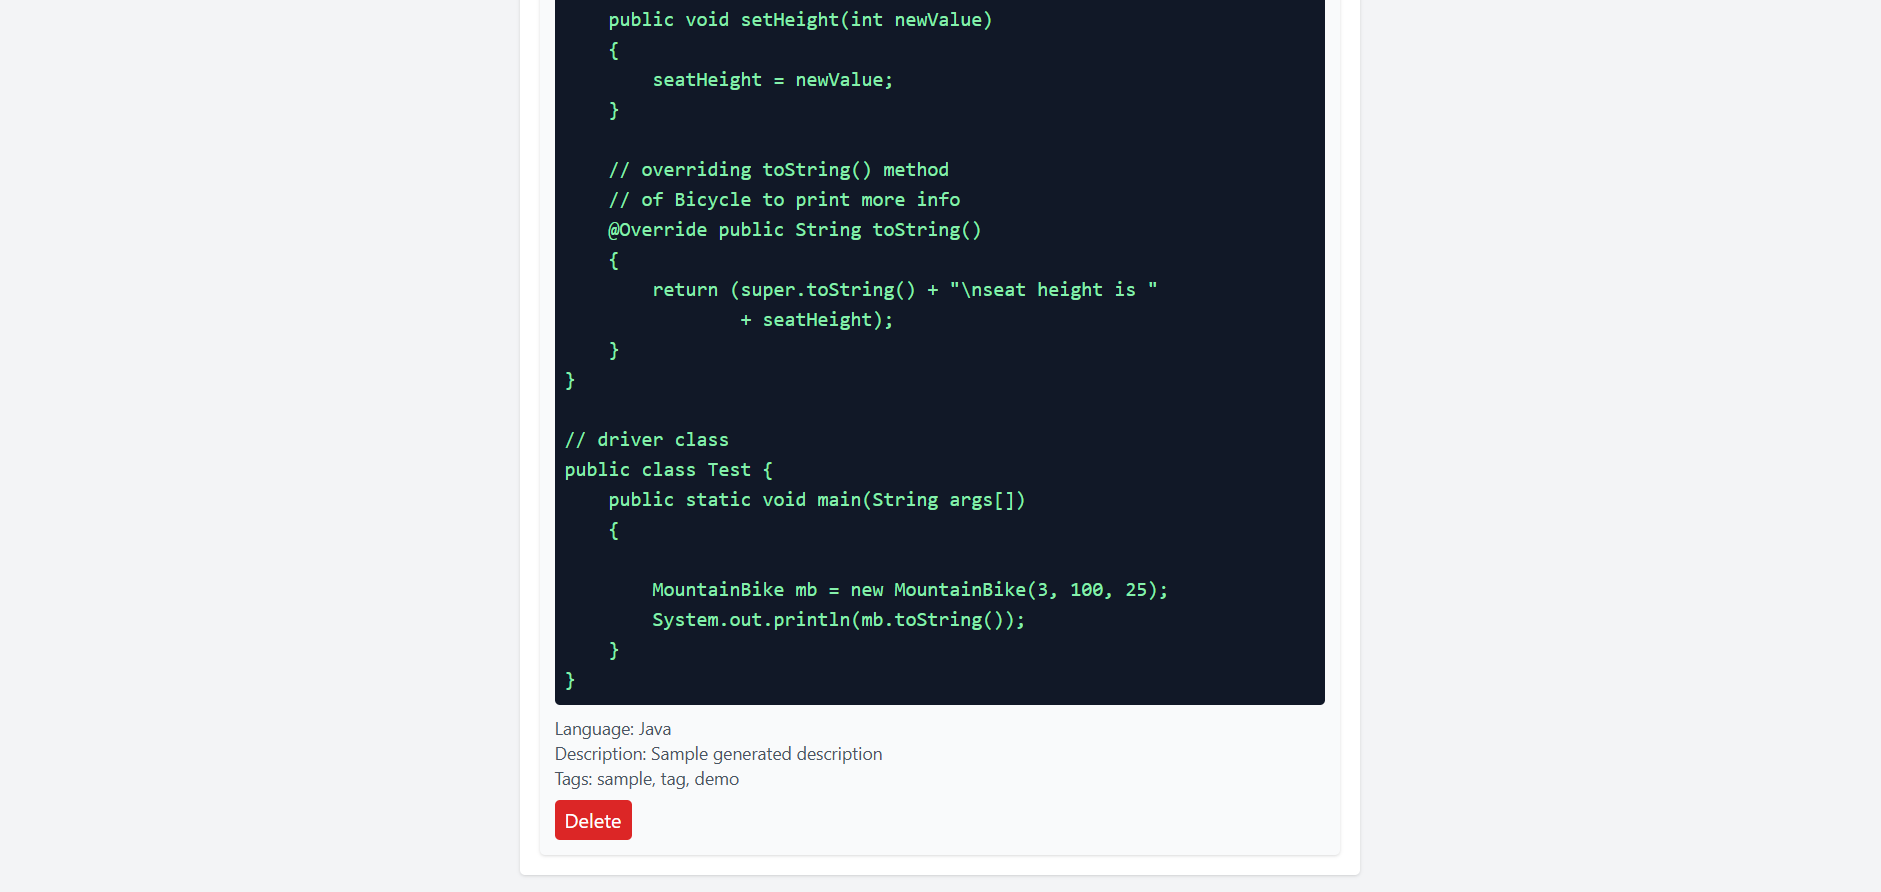 public void setHeight(int newValue)
    {
        seatHeight = newValue;
    }

    // overriding toString() method
    // of Bicycle to print more info
    @Override public String toString()
    {
        return (super.toString() + "\nseat height is "
                + seatHeight);
    }
}

// driver class
public class Test {
    public static void main(String args[])
    {

        MountainBike mb = new MountainBike(3, 100, 25);
        System.out.println(mb.toString());
    }
}
Language: Java
Description: Sample generated description
Tags: sample, tag, demo
Delete